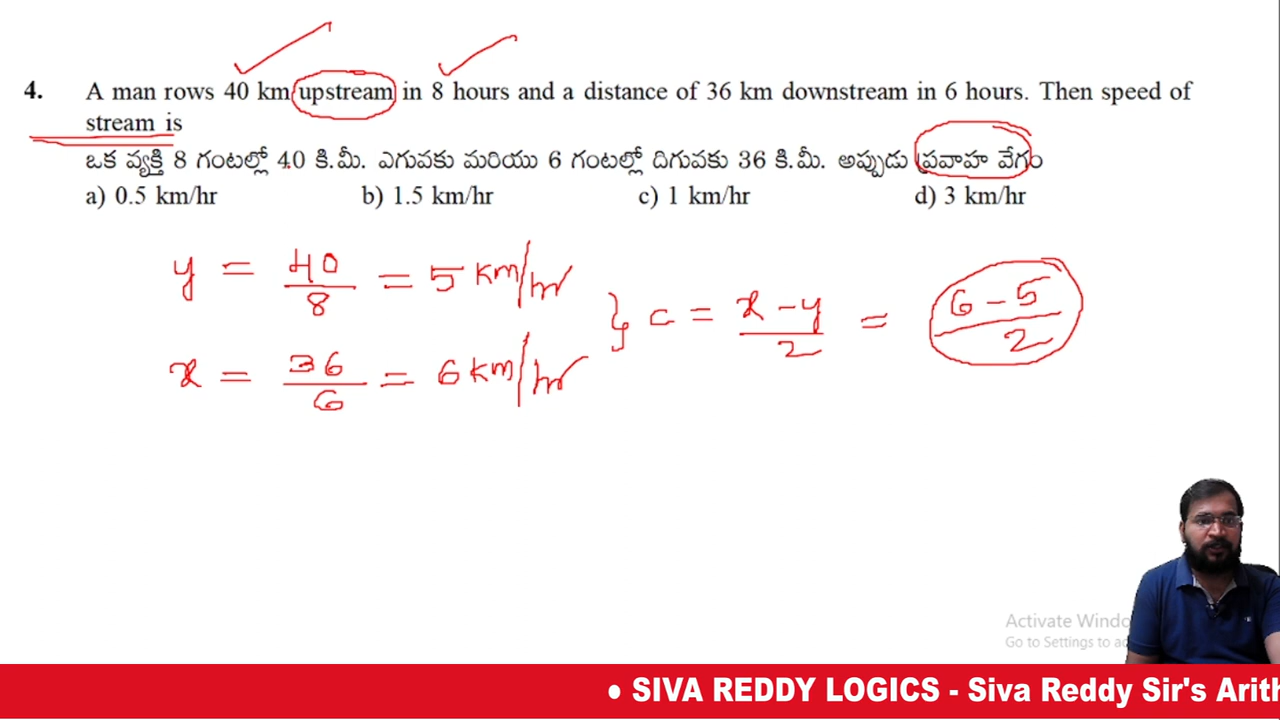 4. A man rows 40 km upstream in 8 hours and a distance of 36 km downstream in 6 hours. Then speed of
stream is
ఒక వ్యక్తి 8 గంటల్లో 40 కి.మీ. ఎగువకు మరియు 6 గంటల్లో దిగువకు 36 కి.మీ. అప్పుడు ప్రవాహ వేగం
a) 0.5 km/hr b) 1.5 km/hr c) 1 km/hr d) 3 km/hr
y = 40/8 = 5 km/hr
x = 36/6 = 6 km/hr
} c = x-y/2 = 6-5/2
Activate Windo
Go to Settings to ac
• SIVA REDDY LOGICS - Siva Reddy Sir's Arith